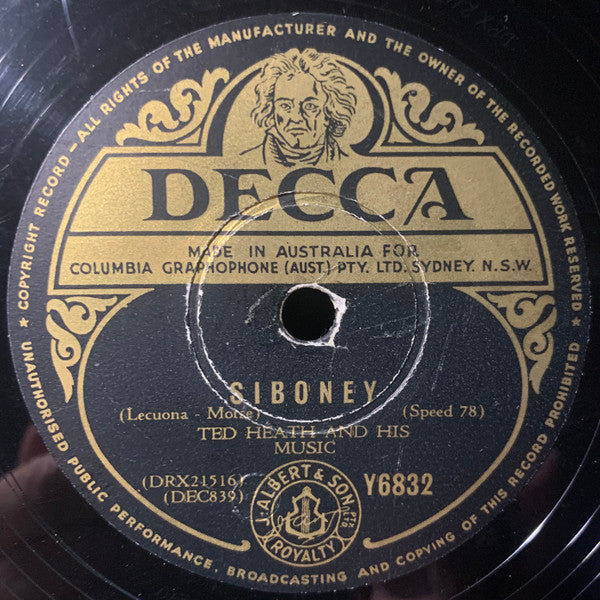 ★ COPYRIGHT RECORD – ALL RIGHTS OF THE MANUFACTURER AND THE OWNER OF THE RECORDED WORK RESERVED ★
DECCA
MADE IN AUSTRALIA FOR
COLUMBIA GRAPHOPHONE (AUST.) PTY. LTD. SYDNEY. N.S.W.
SIBONEY
(Lecuona - Morse) (Speed 78)
TED HEATH AND HIS
MUSIC
(DRX21516)
(DEC839)
Y6832
J. ALBERT & SON PTY LTD
ROYALTY
UNAUTHORISED PUBLIC PERFORMANCE, BROADCASTING AND COPYING OF THIS RECORD PROHIBITED